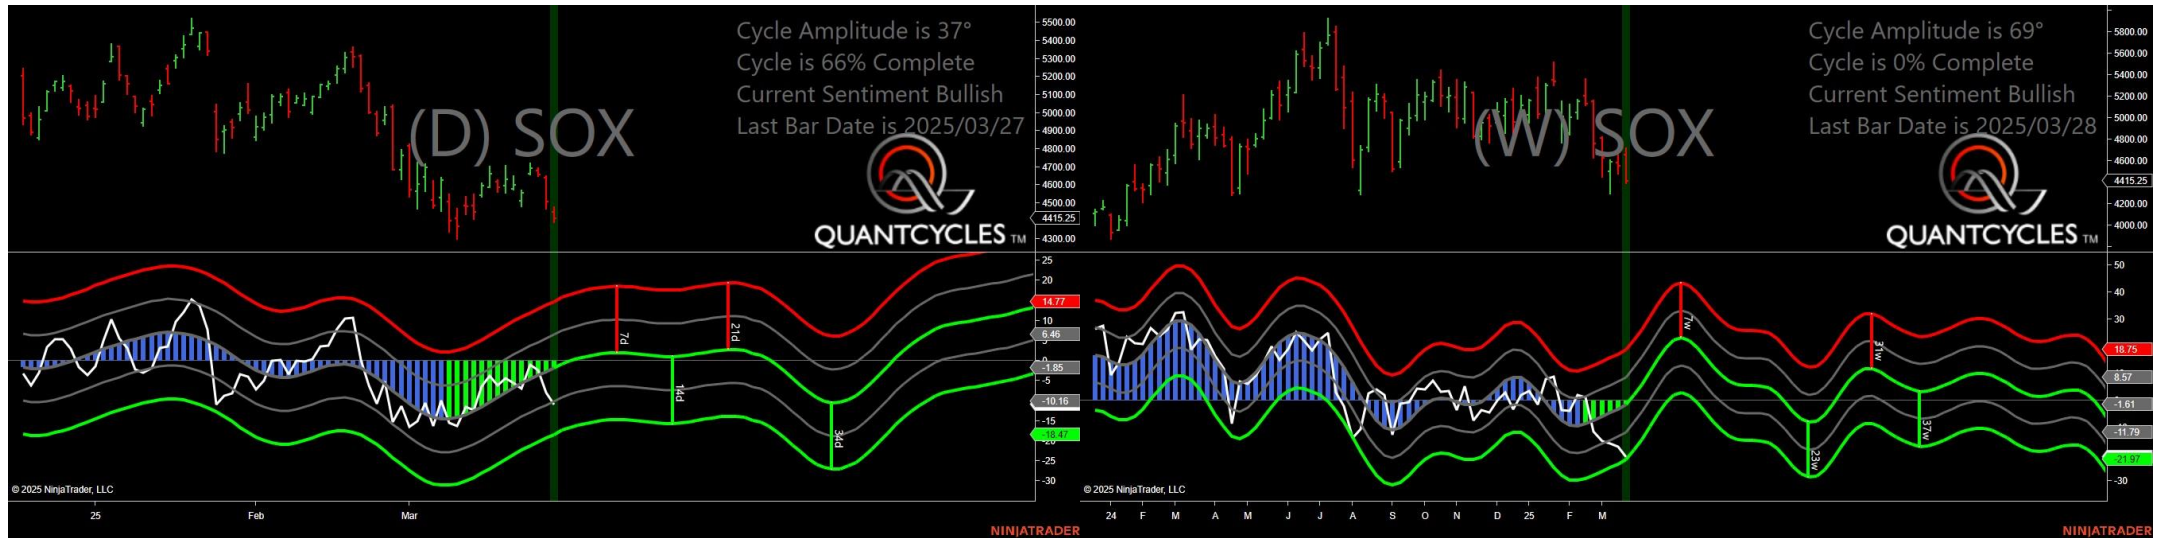 Cycle Amplitude is 37°
Cycle is 66% Complete
Current Sentiment Bullish
Last Bar Date is 2025/03/27
(D) SOX
QUANTCYCLES TM
5500.00
5400.00
5300.00
5200.00
5100.00
5000.00
4900.00
4800.00
4700.00
4600.00
4500.00
4415.25
4300.00
25
20
14.77
10
6.46
-1.85
-5
-10.16
-15
-18.47
-25
-30
7d
14d
21d
34d
© 2025 NinjaTrader, LLC
25 Feb Mar
NINJATRADER
Cycle Amplitude is 69°
Cycle is 0% Complete
Current Sentiment Bullish
Last Bar Date is 2025/03/28
(W) SOX
QUANTCYCLES TM
5800.00
5600.00
5400.00
5200.00
5000.00
4800.00
4600.00
4415.25
4200.00
4000.00
50
40
30
18.75
8.57
-1.61
-11.79
-21.97
-30
7w
23w
31w
37w
© 2025 NinjaTrader, LLC
24 F M A M J J A S O N D 25 F M
NINJATRADER